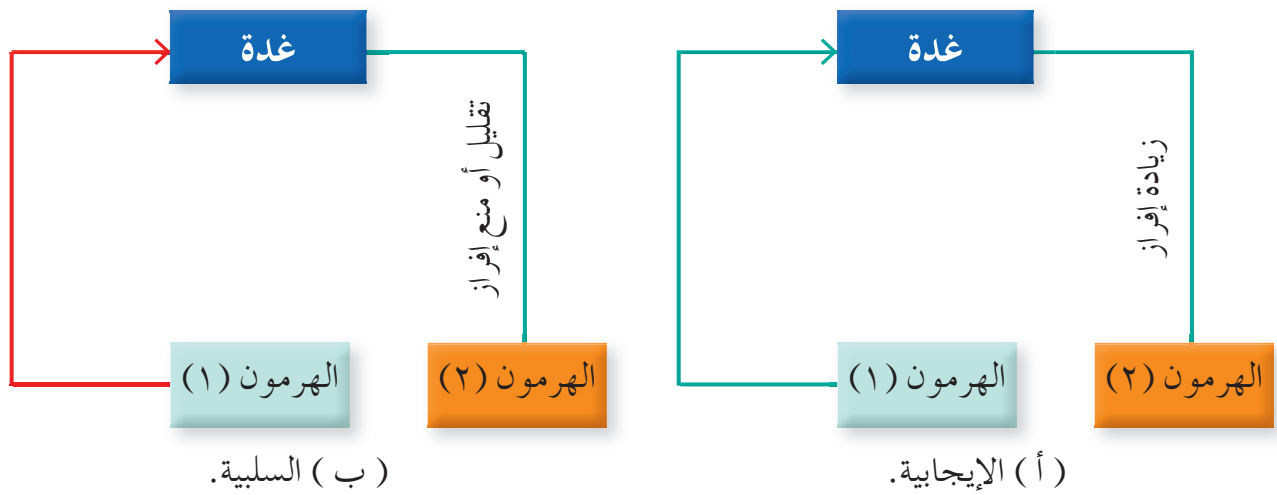 غدة
زيادة إفراز
الهرمون (١)
الهرمون (٢)
(أ) الإيجابية.
غدة
تقليل أو منع إفراز
الهرمون (١)
الهرمون (٢)
(ب) السلبية.